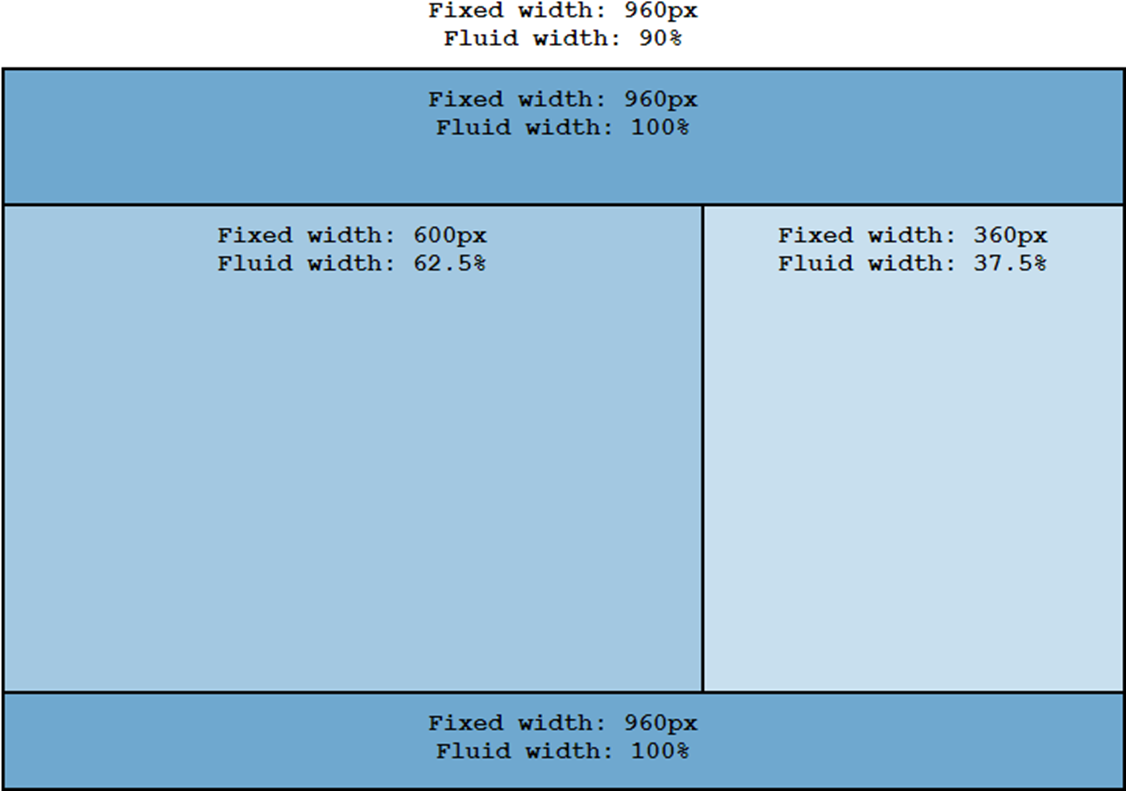 Fixed width: 960px
Fluid width: 90%
Fixed width: 960px
Fluid width: 100%
Fixed width: 600px
Fluid width: 62.5%
Fixed width: 360px
Fluid width: 37.5%
Fixed width: 960px
Fluid width: 100%